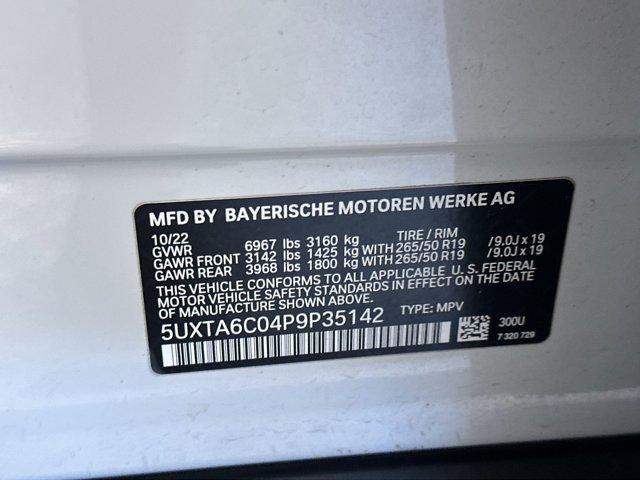 MFD BY BAYERISCHE MOTOREN WERKE AG
10/22 TIRE / RIM
GVWR 6967 lbs 3160 kg
GAWR FRONT 3142 lbs 1425 kg WITH 265/50 R19 /9.0J x 19
GAWR REAR 3968 lbs 1800 kg WITH 265/50 R19 /9.0J x 19
THIS VEHICLE CONFORMS TO ALL APPLICABLE U.S. FEDERAL
MOTOR VEHICLE SAFETY STANDARDS IN EFFECT ON THE DATE
OF MANUFACTURE SHOWN ABOVE.
5UXTA6C04P9P35142 TYPE: MPV
300U
7 320 729